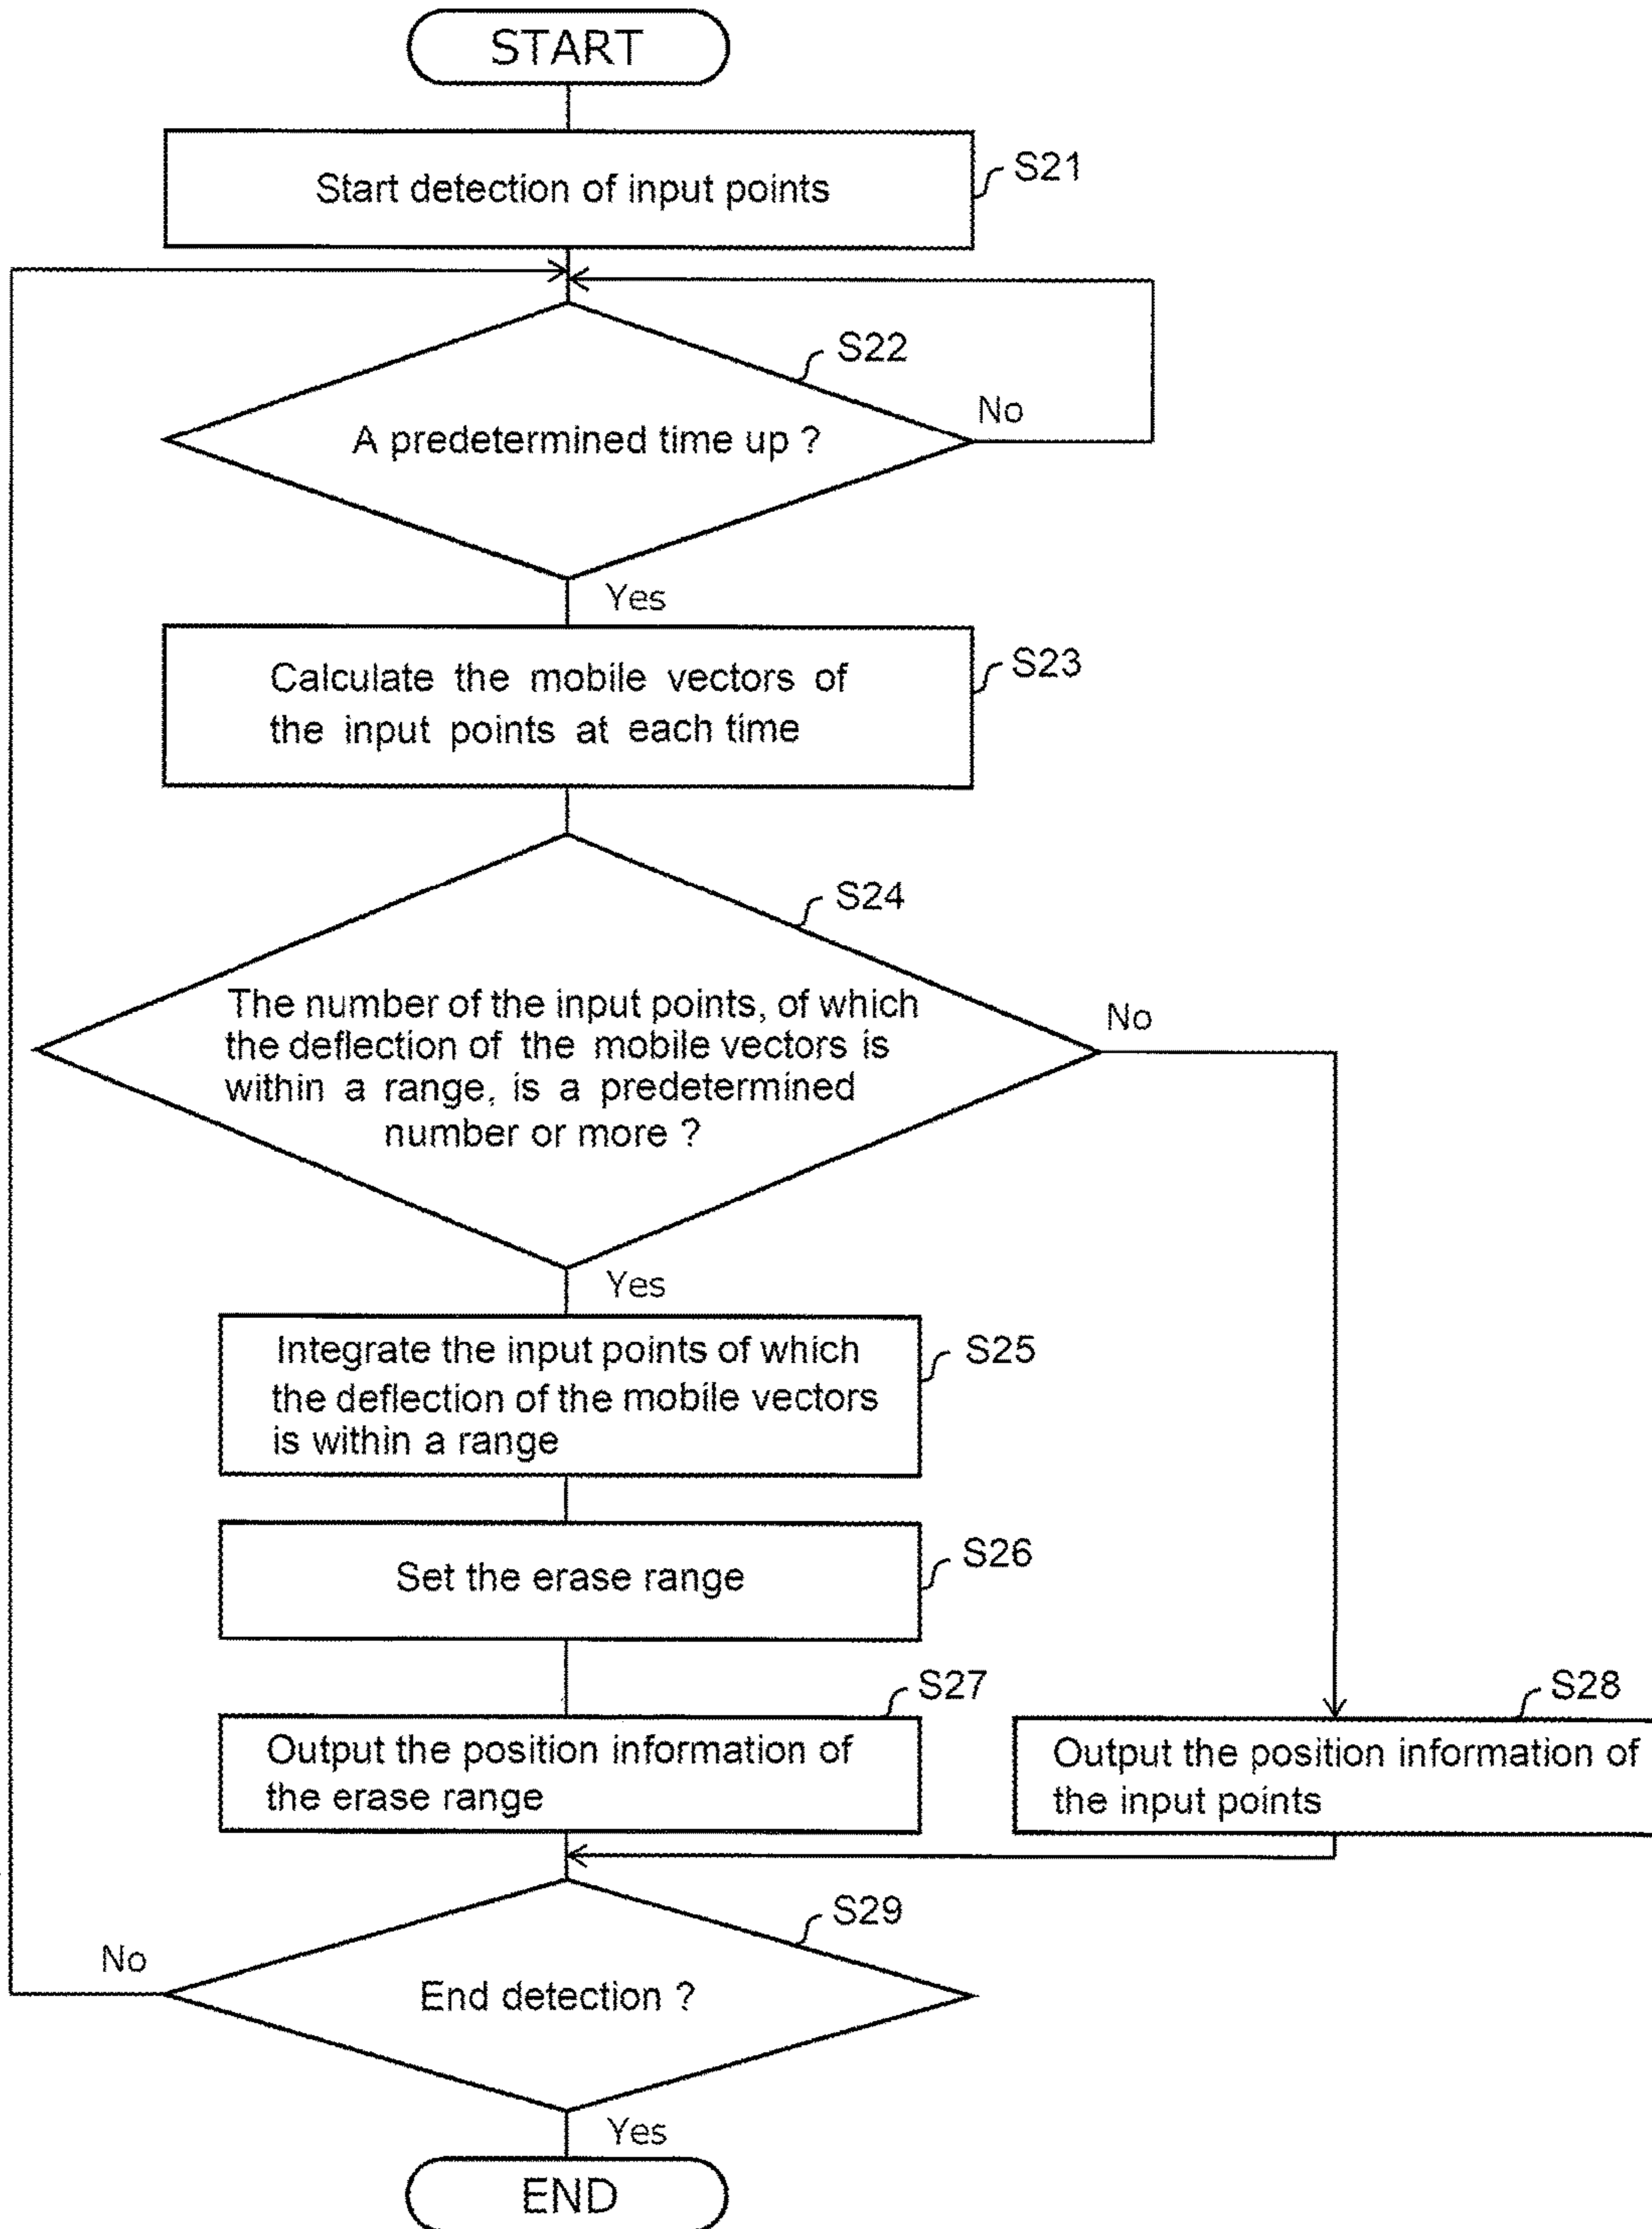 START
Start detection of input points
S21
S22
A predetermined time up ?
No
Yes
Calculate the mobile vectors of
the input points at each time
S23
S24
The number of the input points, of which
the deflection of the mobile vectors is
within a range, is a predetermined
number or more ?
No
Yes
Integrate the input points of which
the deflection of the mobile vectors
is within a range
S25
Set the erase range
S26
S27
Output the position information of
the erase range
S28
Output the position information of
the input points
S29
End detection ?
No
Yes
END